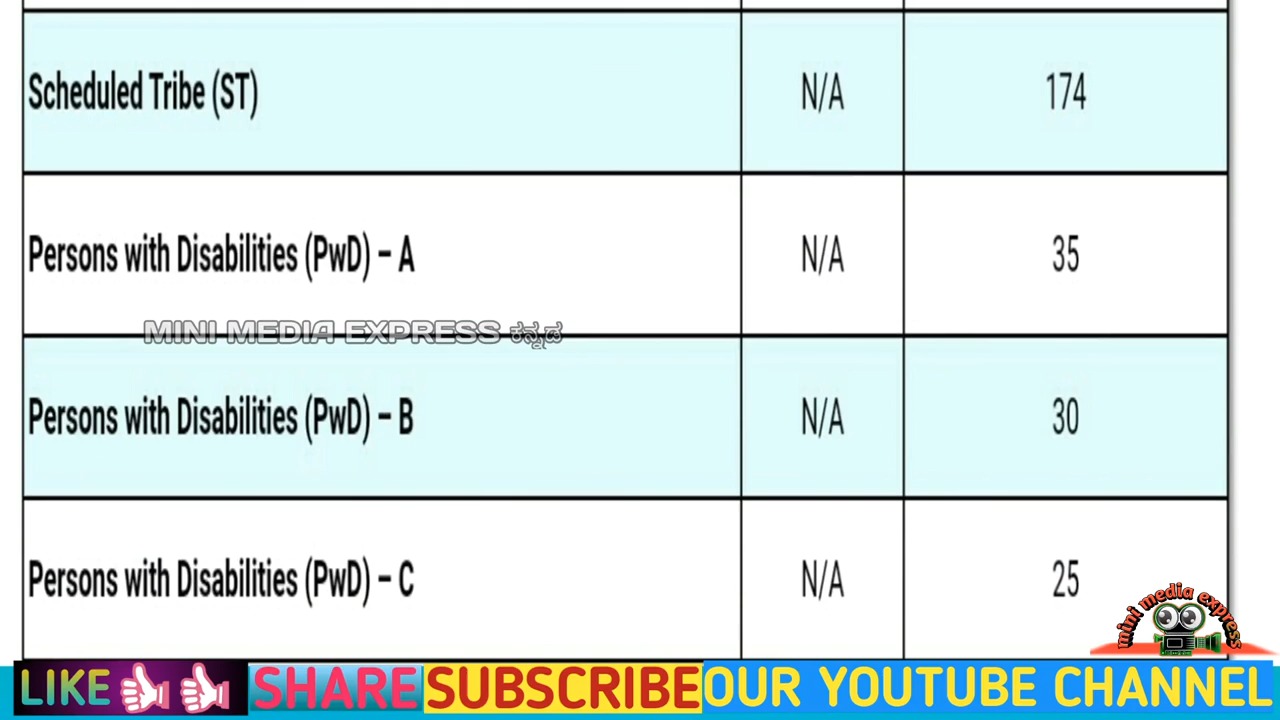 Scheduled Tribe (ST) N/A 174
Persons with Disabilities (PwD) – A N/A 35
MINI MEDIA EXPRESS ಕನ್ನಡ
Persons with Disabilities (PwD) – B N/A 30
Persons with Disabilities (PwD) – C N/A 25
mini media express
LIKE SHARE SUBSCRIBE OUR YOUTUBE CHANNEL